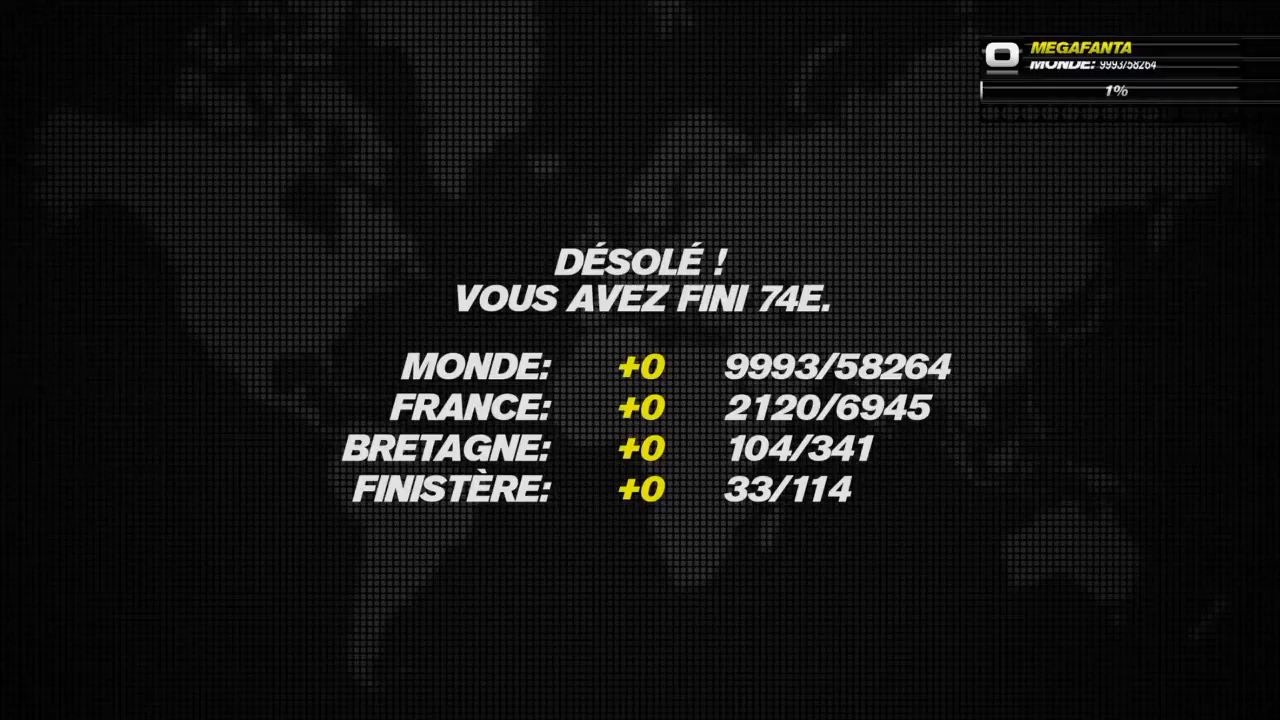 MEGAFANTA
MONDE: 9993/58264
1%
DÉSOLÉ !
VOUS AVEZ FINI 74E.
MONDE: +0 9993/58264
FRANCE: +0 2120/6945
BRETAGNE: +0 104/341
FINISTÈRE: +0 33/114